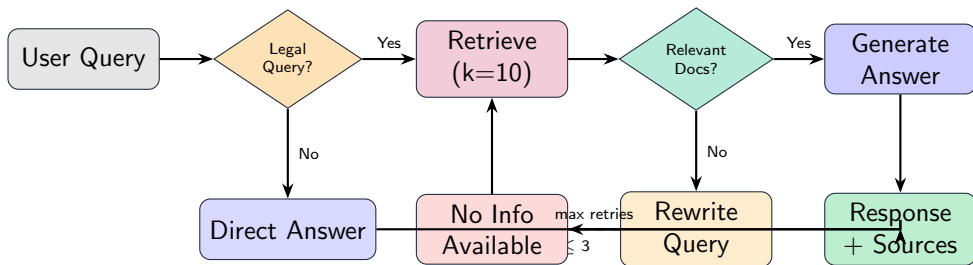 User Query
Legal
Query?
Yes
Retrieve
(k=10)
Relevant
Docs?
Yes
Generate
Answer
No
No
Direct Answer
No Info
Available
max retries
≤ 3
Rewrite
Query
Response
+ Sources